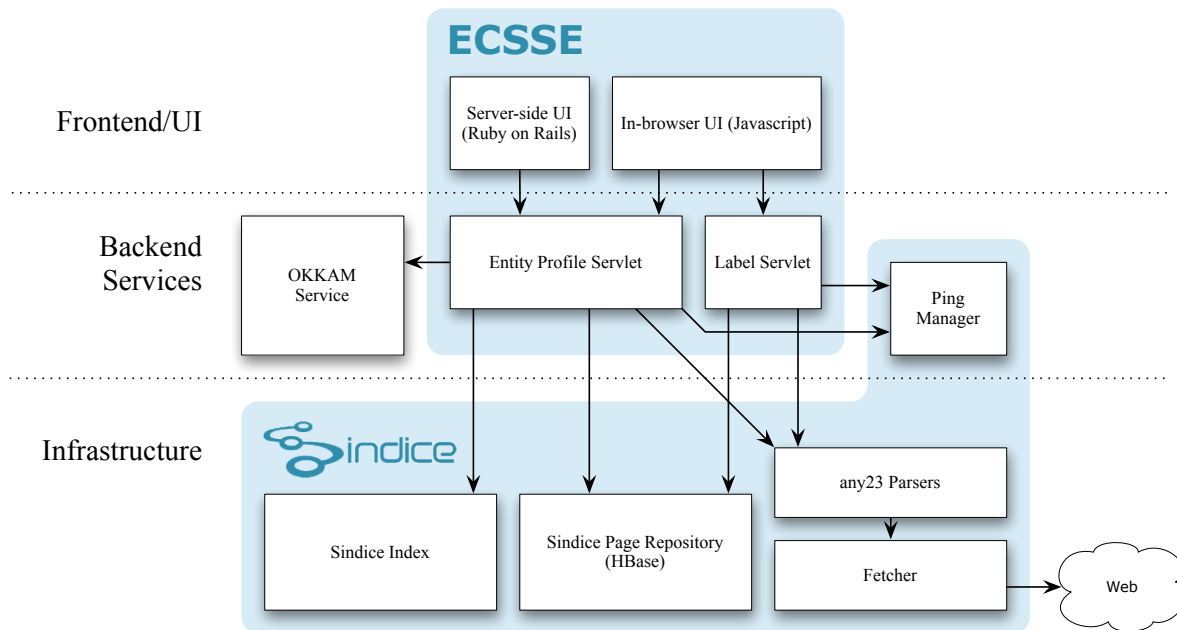 ECSSE
Frontend/UI
Server-side UI
(Ruby on Rails)
In-browser UI (Javascript)
Backend
Services
OKKAM
Service
Entity Profile Servlet
Label Servlet
Ping
Manager
Infrastructure
Sindice
Sindice Index
Sindice Page Repository
(HBase)
any23 Parsers
Fetcher
Web